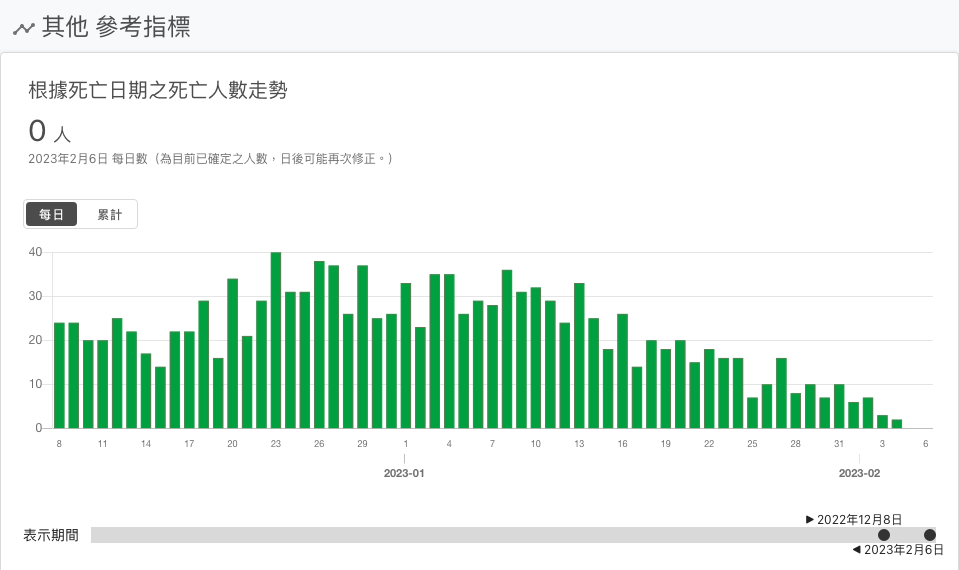 其他 參考指標
根據死亡日期之死亡人數走勢
0 人
2023年2月6日 每日數（為目前已確定之人數，日後可能再次修正。）
每日 累計
40
30
20
10
0
8 11 14 17 20 23 26 29 1 4 7 10 13 16 19 22 25 28 31 3 6
2023-01 2023-02
▶ 2022年12月8日
表示期間
◀ 2023年2月6日